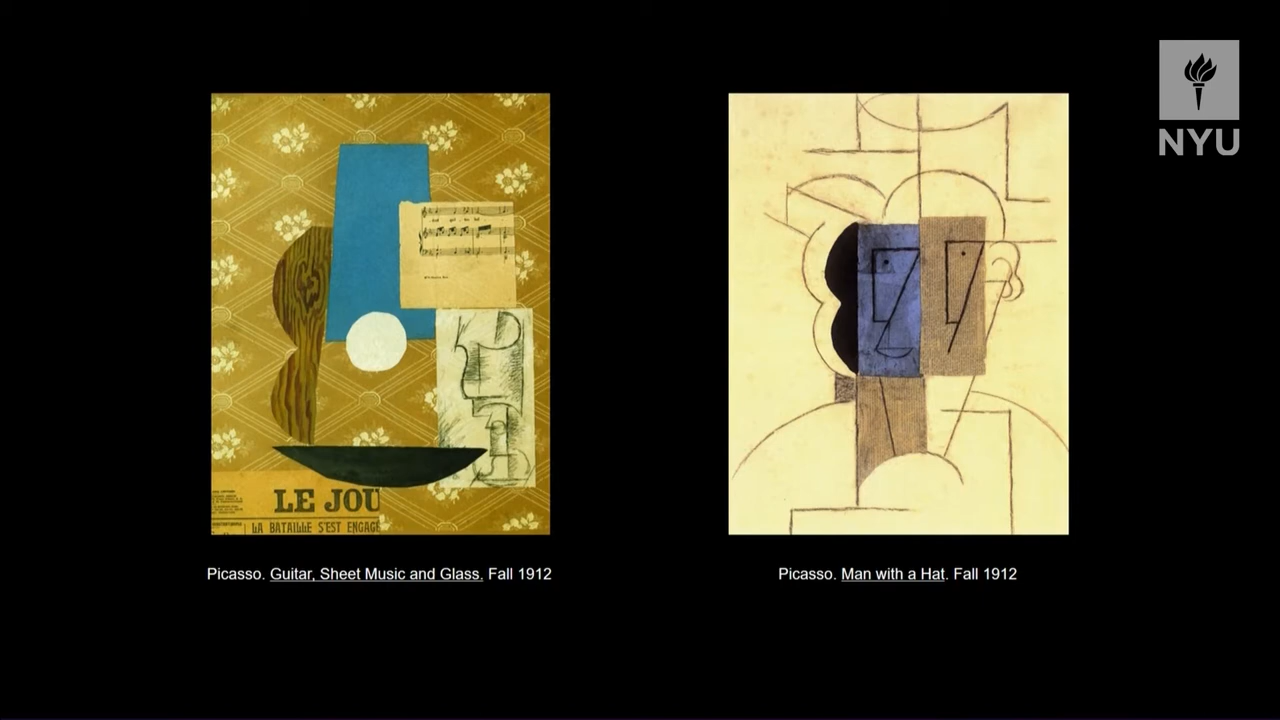 NYU
LE JOU
LA BATAILLE S'EST ENGAGÉ
Picasso. Guitar, Sheet Music and Glass. Fall 1912
Picasso. Man with a Hat. Fall 1912